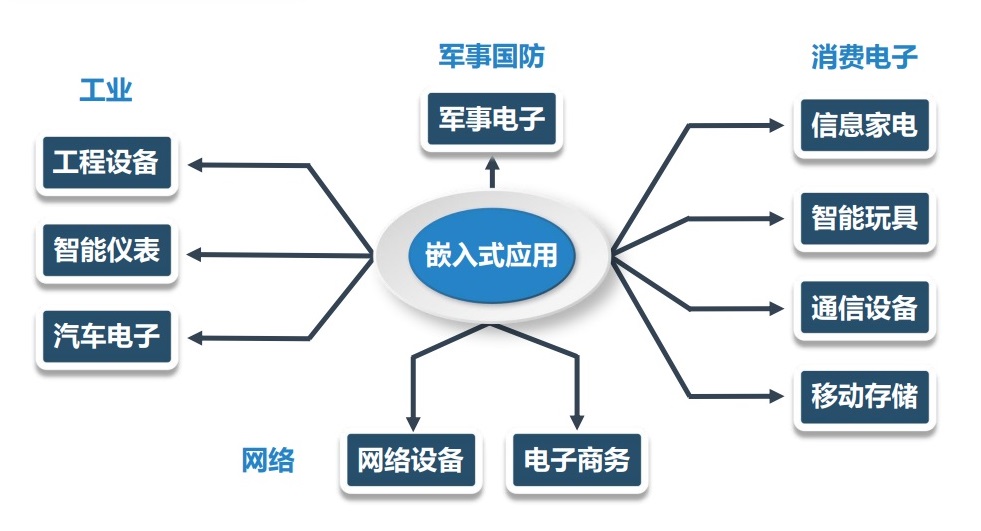 军事国防
消费电子
工业
军事电子
信息家电
工程设备
智能玩具
智能仪表
嵌入式应用
通信设备
汽车电子
移动存储
网络
网络设备
电子商务